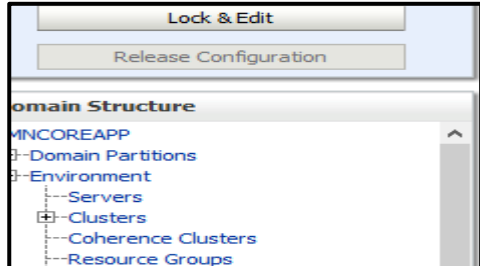 Lock & Edit
Release Configuration
omain Structure
MNCOREAPP
Domain Partitions
Environment
Servers
Clusters
Coherence Clusters
Resource Groups